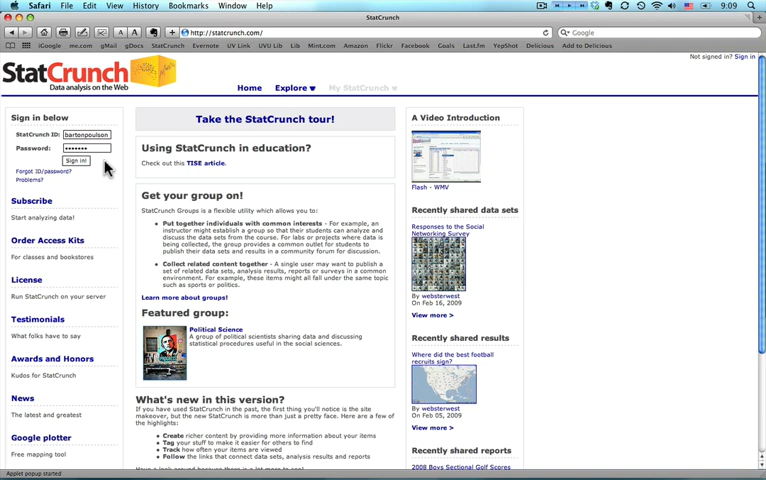 Safari File Edit View History Bookmarks Window Help 9:09
StatCrunch
http://statcrunch.com/
Google
iGoogle me.com gMail gDocs StatCrunch Evernote UV Link UVU Lib Mint.com Amazon Flickr Facebook Goals Last.fm YepShot Delicious Add to Delicious
Not signed in? Sign in
StatCrunch
Data analysis on the Web
Home Explore My StatCrunch
Sign in below
StatCrunch ID: bartonpoulson
Password: •••••••
Sign in!
Forgot ID/password?
Problems?
Subscribe
Start analyzing data!
Order Access Kits
For classes and bookstores
License
Run StatCrunch on your server
Testimonials
What folks have to say
Awards and Honors
Kudos for StatCrunch
News
The latest and greatest
Google plotter
Free mapping tool
Take the StatCrunch tour!
Using StatCrunch in education?
Check out this TISE article.
Get your group on!
StatCrunch Groups is a flexible utility which allows you to:
• Put together individuals with common interests - For example, an
instructor might establish a group so that their students can analyze and
discuss the data sets from the course. For labs or projects where data is
being collected, the group provides a common outlet for students to
publish their data sets and results in a community forum for discussion.
• Collect related content together - A single user may want to publish a
set of related data sets, analysis results, reports or surveys in a common
environment. For example, these items might all fall under the same topic
such as sports or politics.
Learn more about groups!
Featured group:
Political Science
A group of political scientists sharing data and discussing
statistical procedures useful in the social sciences.
What's new in this version?
If you have used StatCrunch in the past, the first thing you'll notice is the site
makeover, but the new StatCrunch is more than just a pretty face. Here are a few of
the highlights:
• Create richer content by providing more information about your items
• Tag your stuff to make it easier for others to find
• Track how often your items are viewed
• Follow the links that connect data sets, analysis results and reports
A Video Introduction
Flash - WMV
Recently shared data sets
Responses to the Social
Networking Survey
By websterwest
On Feb 16, 2009
View more >
Recently shared results
Where did the best football
recruits sign?
By websterwest
On Feb 05, 2009
View more >
Recently shared reports
2008 Boys Sectional Golf Scores
Applet popup started